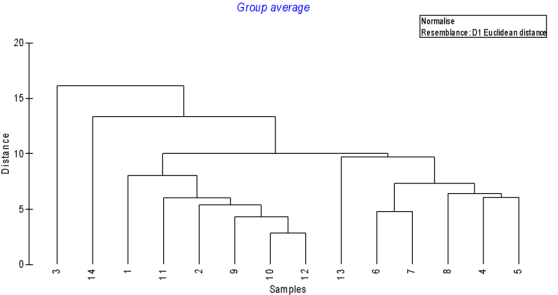 Group average
Normalise
Resemblance: D1 Euclidean distance
20
15
10
5
0
Distance
3 14 1 11 2 9 10 12 13 6 7 8 4 5
Samples